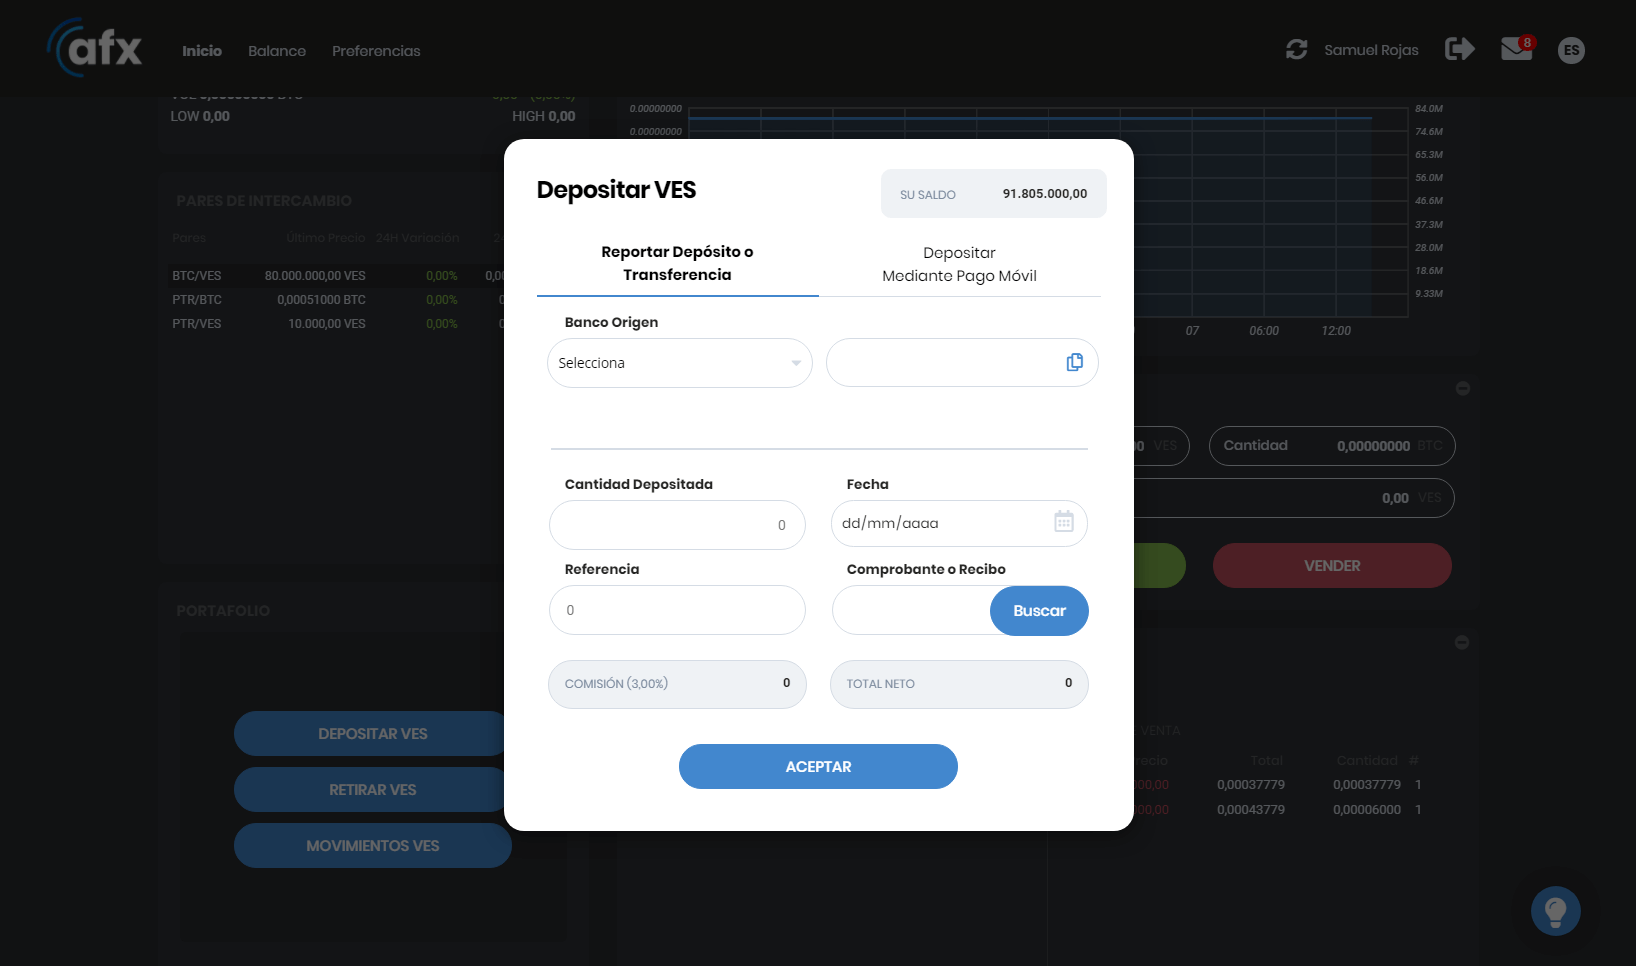 afx
Inicio Balance Preferencias
Samuel Rojas 8 ES
LOW 0,00 HIGH 0,00
0.00000000 84.0M
0.00000000 74.6M
65.3M
56.0M
46.6M
37.3M
28.0M
18.6M
9.33M
07 06:00 12:00
PARES DE INTERCAMBIO
Pares Último Precio 24H Variación
BTC/VES 80.000.000,00 VES 0,00%
PTR/BTC 0,00051000 BTC 0,00%
PTR/VES 10.000,00 VES 0,00%
Depositar VES
SU SALDO 91.805.000,00
Reportar Depósito o
Transferencia
Depositar
Mediante Pago Móvil
Banco Origen
Selecciona
Cantidad Depositada Fecha
0 dd/mm/aaaa
Referencia Comprobante o Recibo
0 Buscar
COMISIÓN (3,00%) 0 TOTAL NETO 0
ACEPTAR
VES Cantidad 0,00000000 BTC
0,00 VES
VENDER
PORTAFOLIO
DEPOSITAR VES
RETIRAR VES
MOVIMIENTOS VES
VENTA
Total Cantidad #
0,00037779 0,00037779 1
0,00043779 0,00006000 1